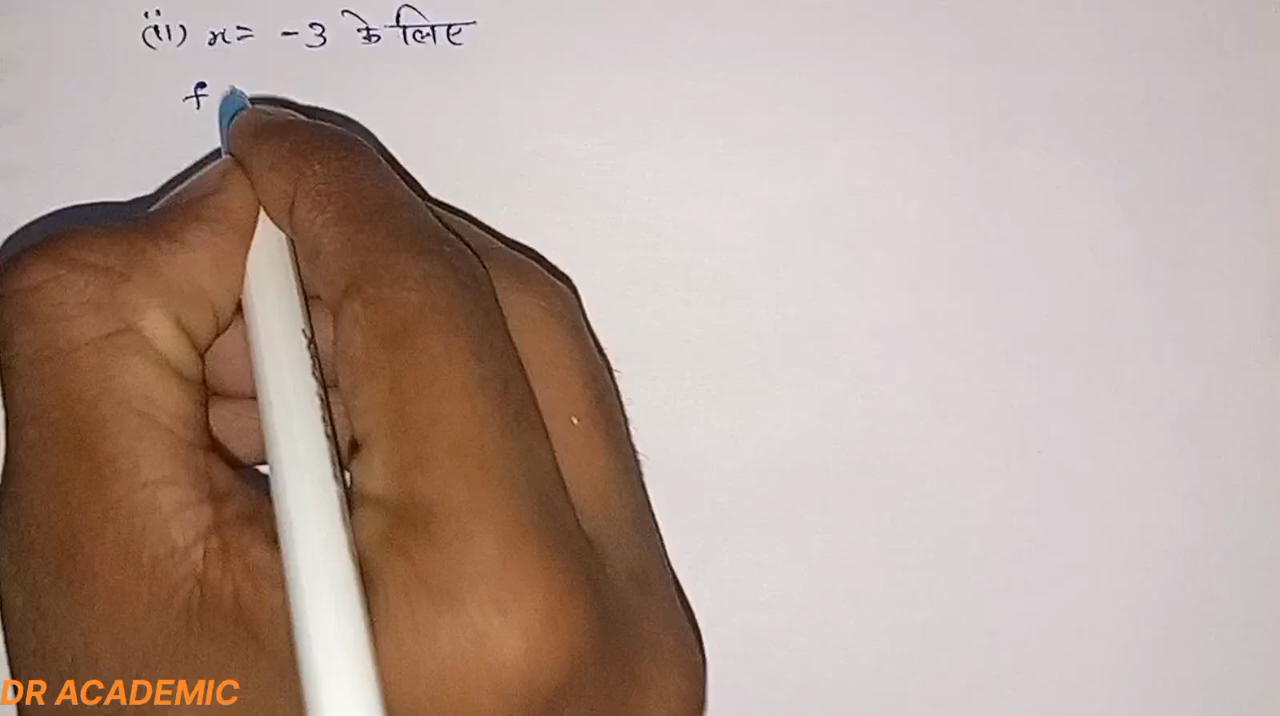 (ii) x = -3 के लिए
f
DR ACADEMIC